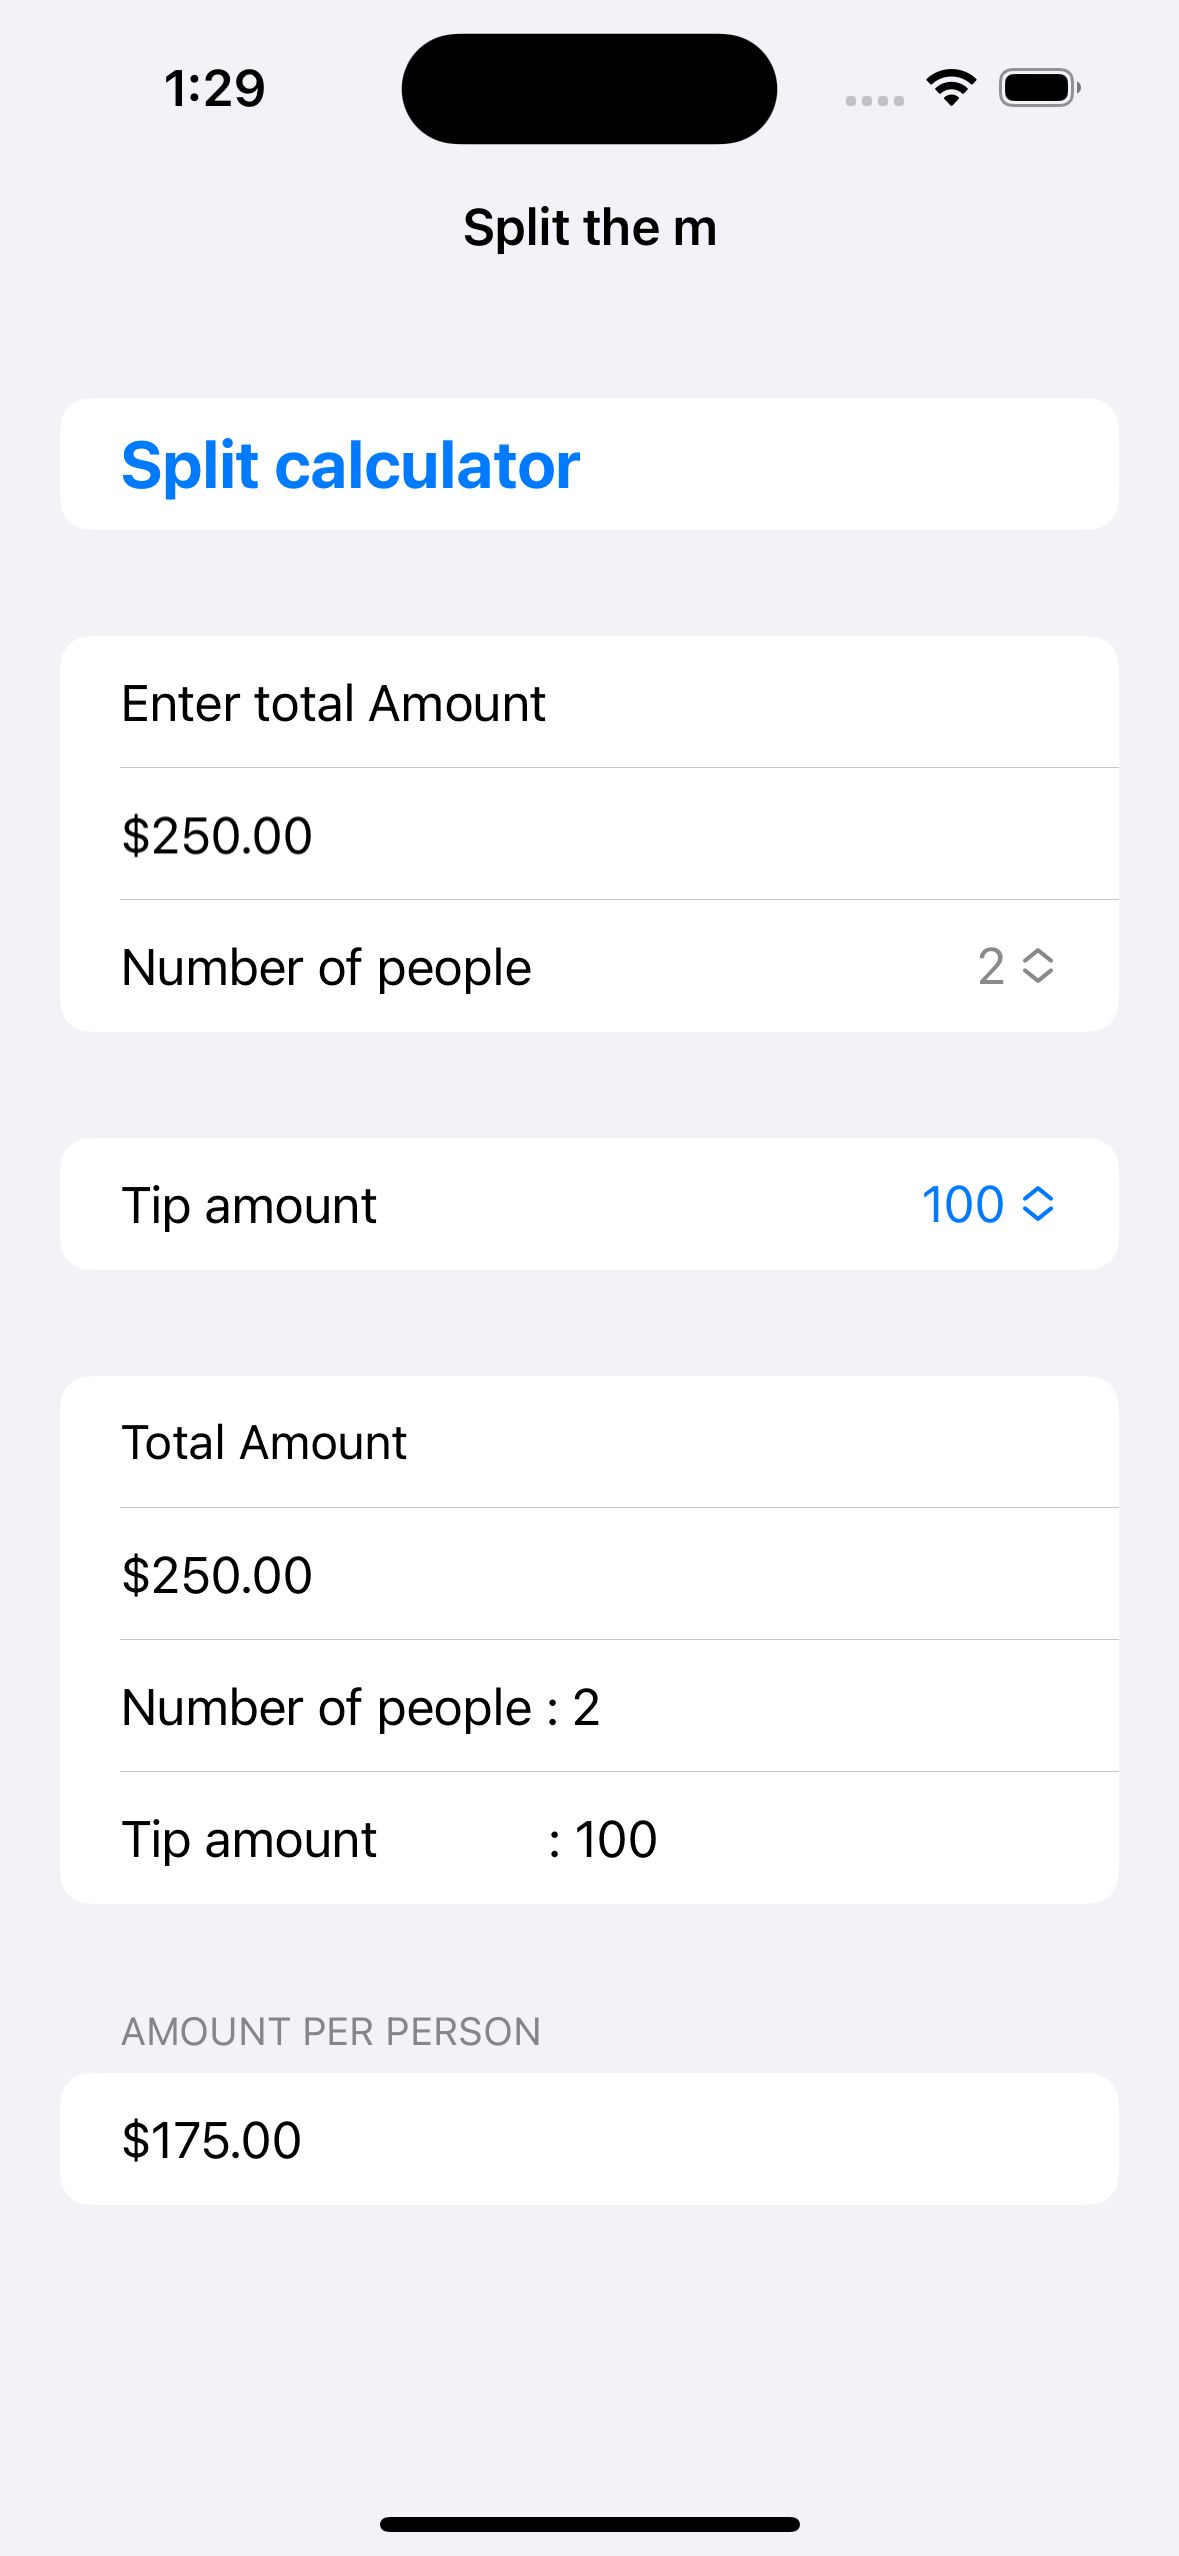 1:29
Split the m
Split calculator
Enter total Amount
$250.00
Number of people 2
Tip amount 100
Total Amount
$250.00
Number of people : 2
Tip amount : 100
AMOUNT PER PERSON
$175.00